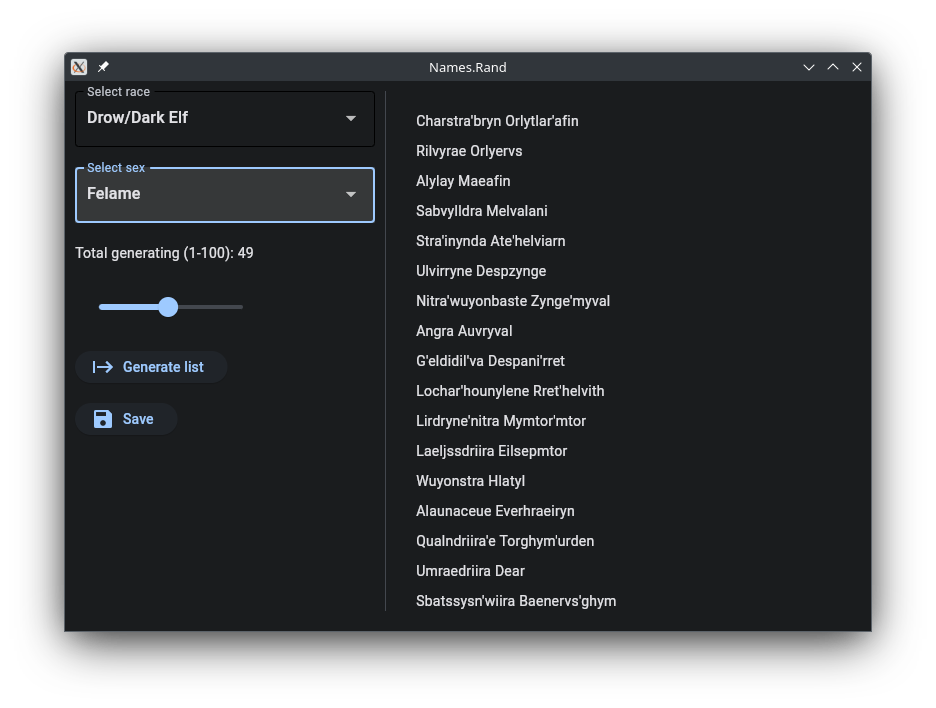 Names.Rand
Select race
Drow/Dark Elf
Select sex
Felame
Total generating (1-100): 49
Generate list
Save
Charstra'bryn Orlytlar'afin
Rilvyrae Orlyervs
Alylay Maeafin
Sabvylldra Melvalani
Stra'inynda Ate'helviarn
Ulvirryne Despzynge
Nitra'wuyonbaste Zynge'myval
Angra Auvryval
G'eldidil'va Despani'rret
Lochar'hounylene Rret'helvith
Lirdryne'nitra Mymtor'mtor
Laeljssdriira Eilsepmtor
Wuyonstra Hlatyl
Alaunaceue Everhraeiryn
Qualndriira'e Torghym'urden
Umraedriira Dear
Sbatssysn'wiira Baenervs'ghym